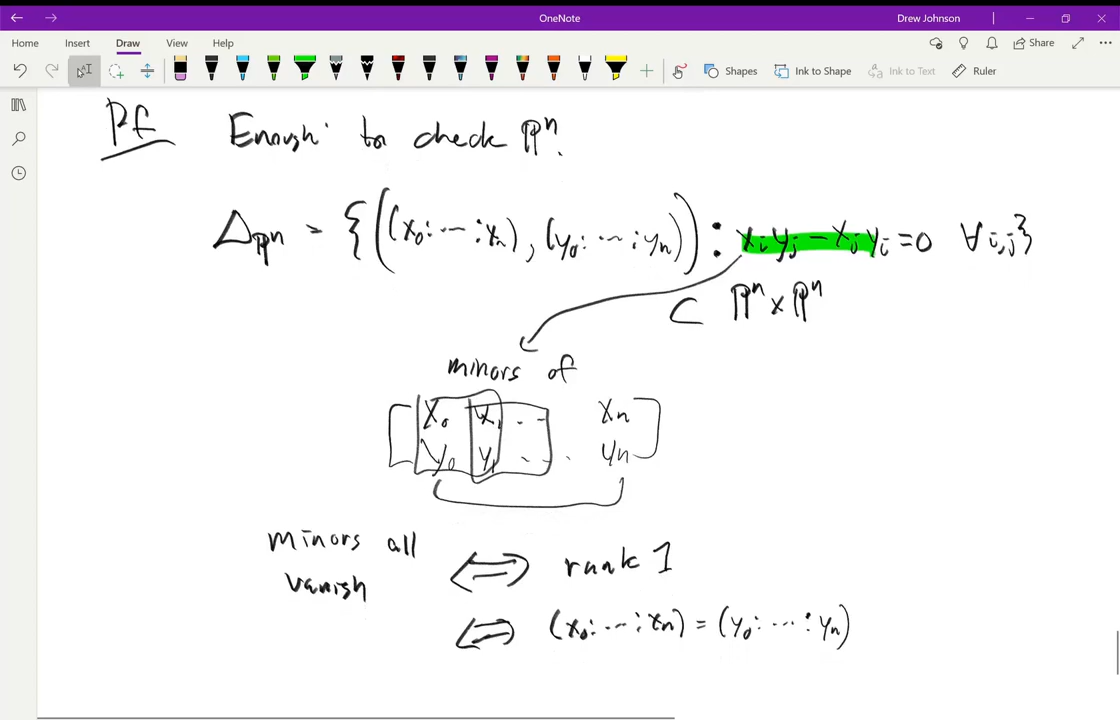 OneNote
Drew Johnson
Home Insert Draw View Help
Share
Shapes Ink to Shape Ink to Text Ruler
Pf Enough to check ℙⁿ.
Δ_ℙⁿ = {((x₀: ⋯ :xₙ), (y₀: ⋯ :yₙ)) : xᵢyⱼ − xⱼyᵢ = 0 ∀i,j}
⊂ ℙⁿ × ℙⁿ
minors of
[x₀ x₁ ... xₙ
y₀ y₁ ... yₙ]
minors all
vanish ⟺ rank 1
⟺ (x₀: ⋯ :xₙ) = (y₀: ⋯ :yₙ)